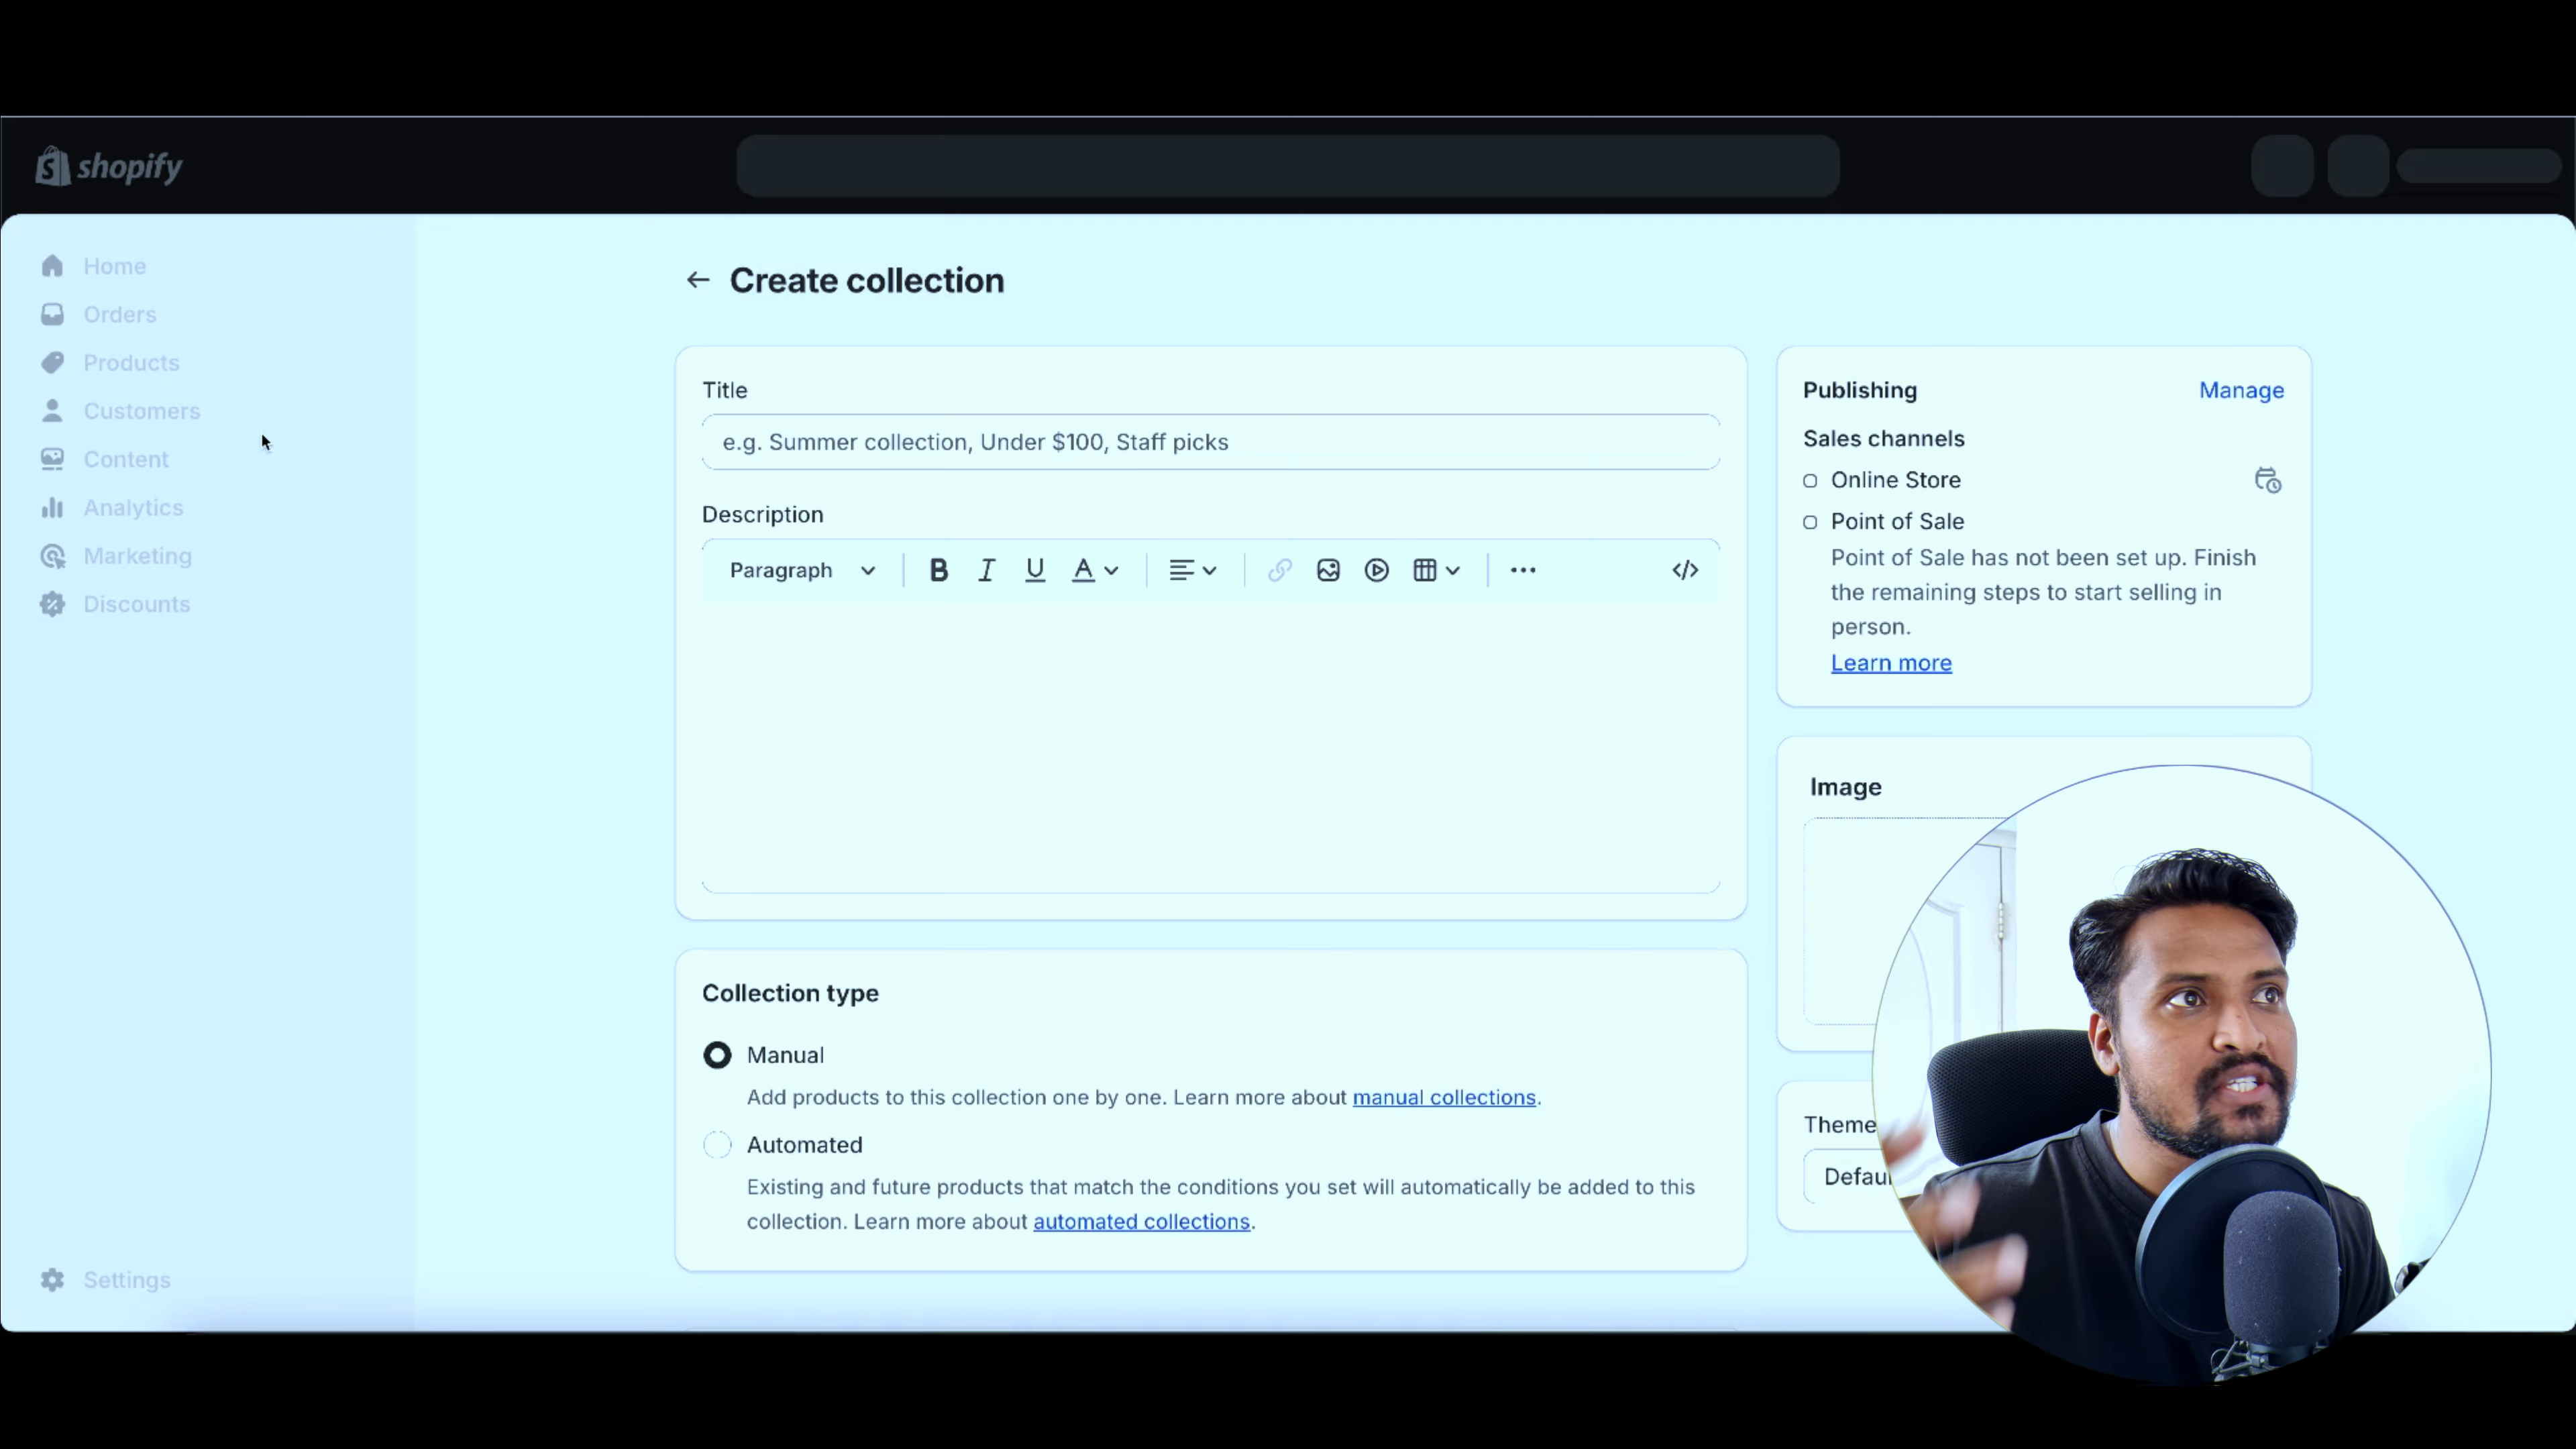 shopify
Home
Orders
Products
Customers
Content
Analytics
Marketing
Discounts
Settings
Create collection
Title
e.g. Summer collection, Under $100, Staff picks
Description
Paragraph
B I U A
Collection type
Manual
Add products to this collection one by one. Learn more about manual collections.
Automated
Existing and future products that match the conditions you set will automatically be added to this
collection. Learn more about automated collections.
Publishing
Manage
Sales channels
Online Store
Point of Sale
Point of Sale has not been set up. Finish
the remaining steps to start selling in
person.
Learn more
Image
Theme
Defau